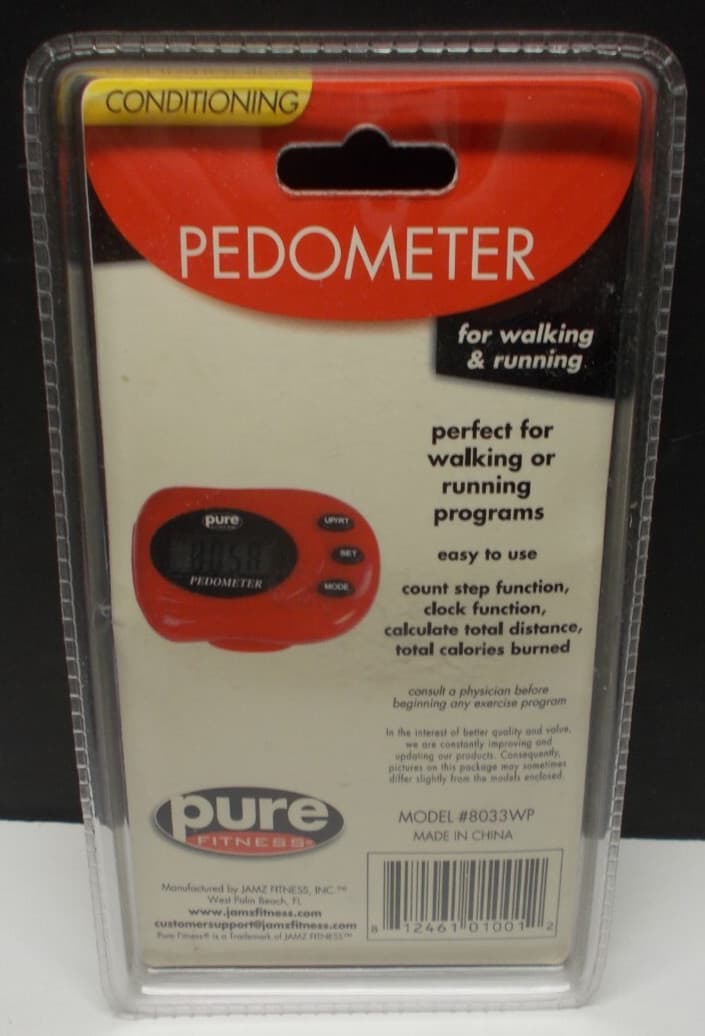 CONDITIONING
PEDOMETER
for walking
& running
perfect for
walking or
running
programs
easy to use
count step function,
clock function,
calculate total distance,
total calories burned
pure
UP/RT
SET
MODE
PEDOMETER
consult a physician before
beginning any exercise program
In the interest of better quality and value,
we are constantly improving and
updating our products. Consequently,
pictures on this package may sometimes
differ slightly from the models enclosed.
pure
FITNESS®
MODEL #8033WP
MADE IN CHINA
Manufactured by JAMZ FITNESS, INC.™
West Palm Beach, FL
www.jamzfitness.com
customersupport@jamzfitness.com
Pure Fitness® is a Trademark of JAMZ FITNESS™
8 12461 01001 2